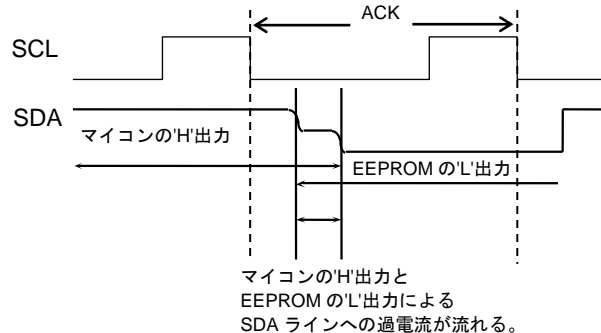 ACK
SCL
SDA
マイコンの'H'出力
EEPROM の'L'出力
マイコンの'H'出力と
EEPROM の'L'出力による
SDA ラインへの過電流が流れる。